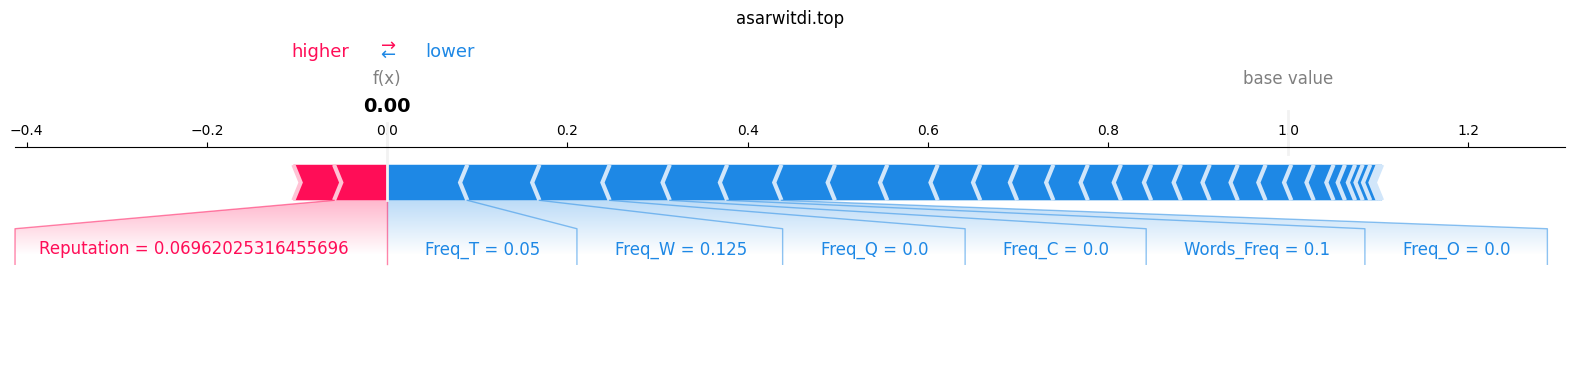 asarwitdi.top
higher → ← lower
f(x) base value
0.00
−0.4 −0.2 0.0 0.2 0.4 0.6 0.8 1.0 1.2
Reputation = 0.06962025316455696 Freq_T = 0.05 Freq_W = 0.125 Freq_Q = 0.0 Freq_C = 0.0 Words_Freq = 0.1 Freq_O = 0.0